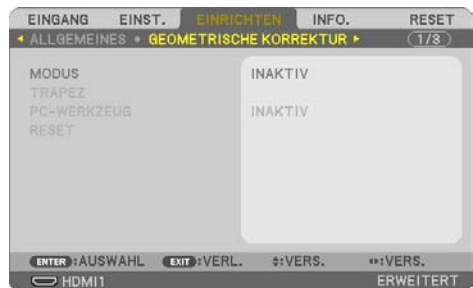 EINGANG EINST. EINRICHTEN INFO. RESET
ALLGEMEINES • GEOMETRISCHE KORREKTUR 1/3
MODUS INAKTIV
TRAPEZ
PC-WERKZEUG INAKTIV
RESET
ENTER:AUSWAHL EXIT:VERL. :VERS. :VERS.
HDMI1 ERWEITERT